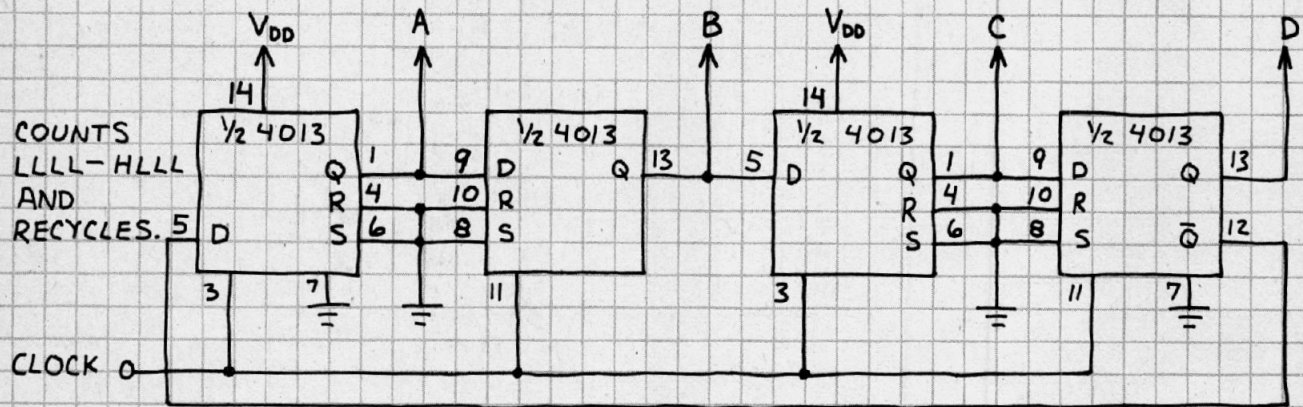 VDD A B VDD C D
14 14
COUNTS
LLLL-HLLL
AND
RECYCLES.
1/2 4013 1/2 4013 1/2 4013 1/2 4013
Q 1 9 D Q 13 5 D Q 1 9 D Q 13
R 4 10 R R 4 10 R
5 D S 6 8 S S 6 8 S Q̄ 12
3 7 11 3 11 7
CLOCK